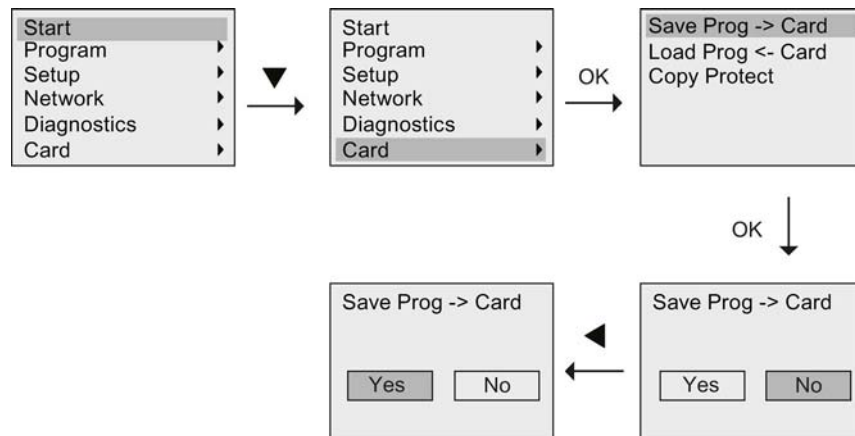 Start
Program
Setup
Network
Diagnostics
Card
Start
Program
Setup
Network
Diagnostics
Card
OK
Save Prog -> Card
Load Prog <- Card
Copy Protect
OK
Save Prog -> Card
Yes No
Save Prog -> Card
Yes No